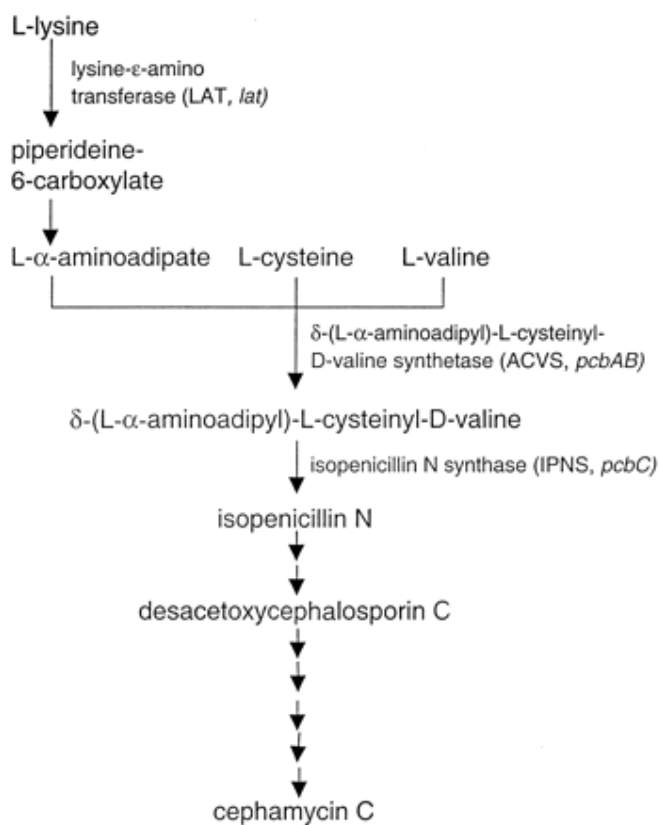 L-lysine
lysine-ε-amino
transferase (LAT, lat)
piperideine-
6-carboxylate
L-α-aminoadipate L-cysteine L-valine
δ-(L-α-aminoadipyl)-L-cysteinyl-
D-valine synthetase (ACVS, pcbAB)
δ-(L-α-aminoadipyl)-L-cysteinyl-D-valine
isopenicillin N synthase (IPNS, pcbC)
isopenicillin N
desacetoxycephalosporin C
cephamycin C